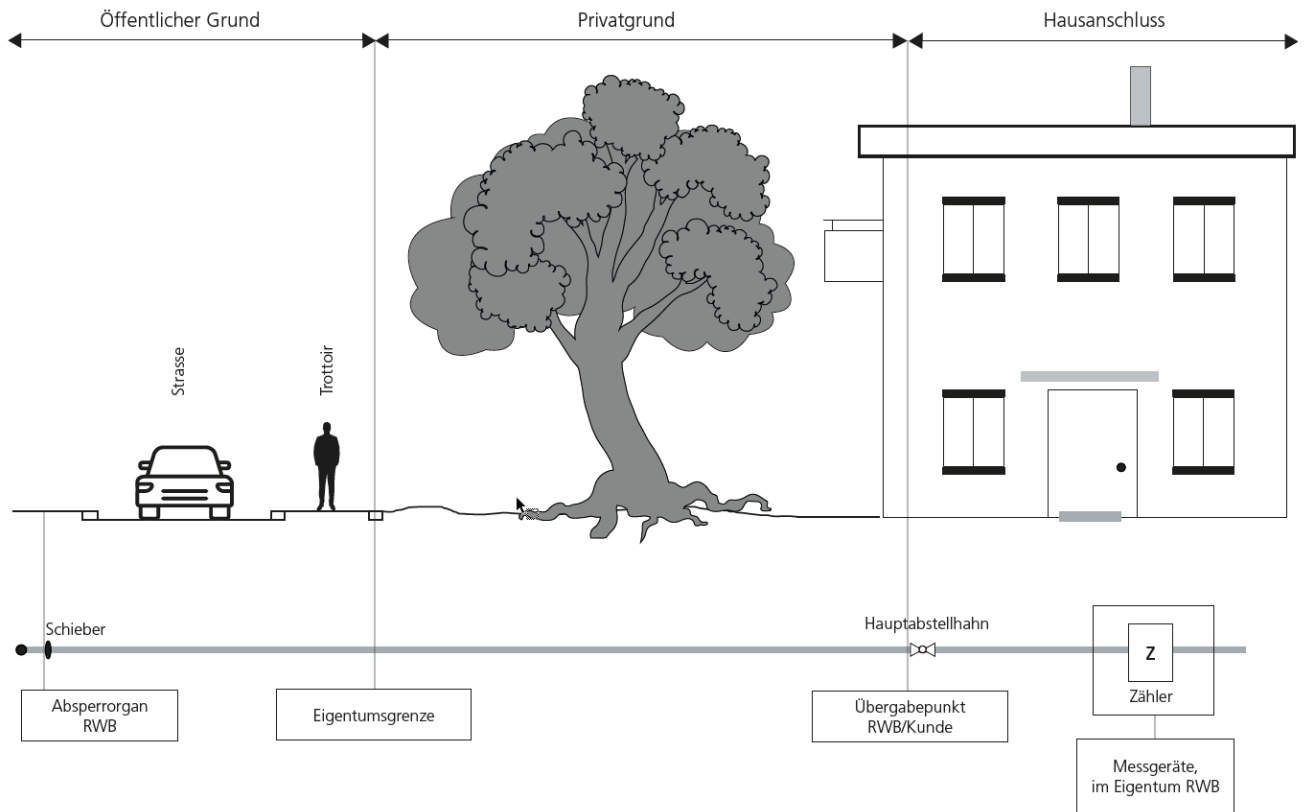 Öffentlicher Grund
Privatgrund
Hausanschluss
Strasse
Trottoir
Schieber
Hauptabstellhahn
Z
Zähler
Absperrorgan
RWB
Eigentumsgrenze
Übergabepunkt
RWB/Kunde
Messgeräte,
im Eigentum RWB